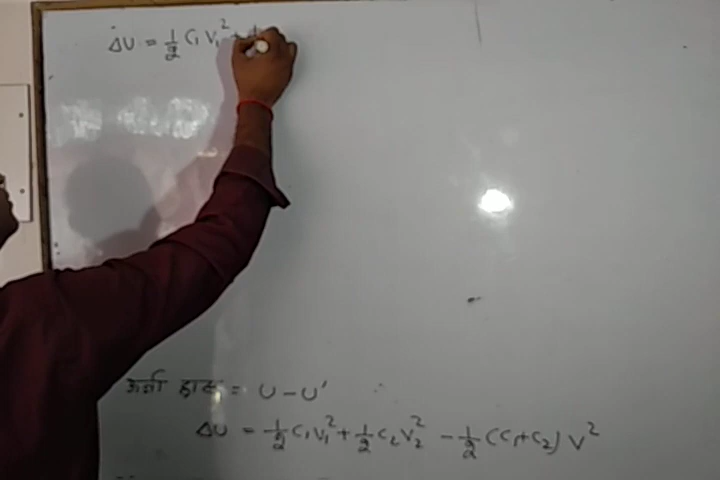 ΔU = 1/2 C₁V₁² +
ऊर्जा ह्रास = U - U'
ΔU = 1/2 C₁V₁² + 1/2 C₂V₂² - 1/2 (C₁+C₂) V²